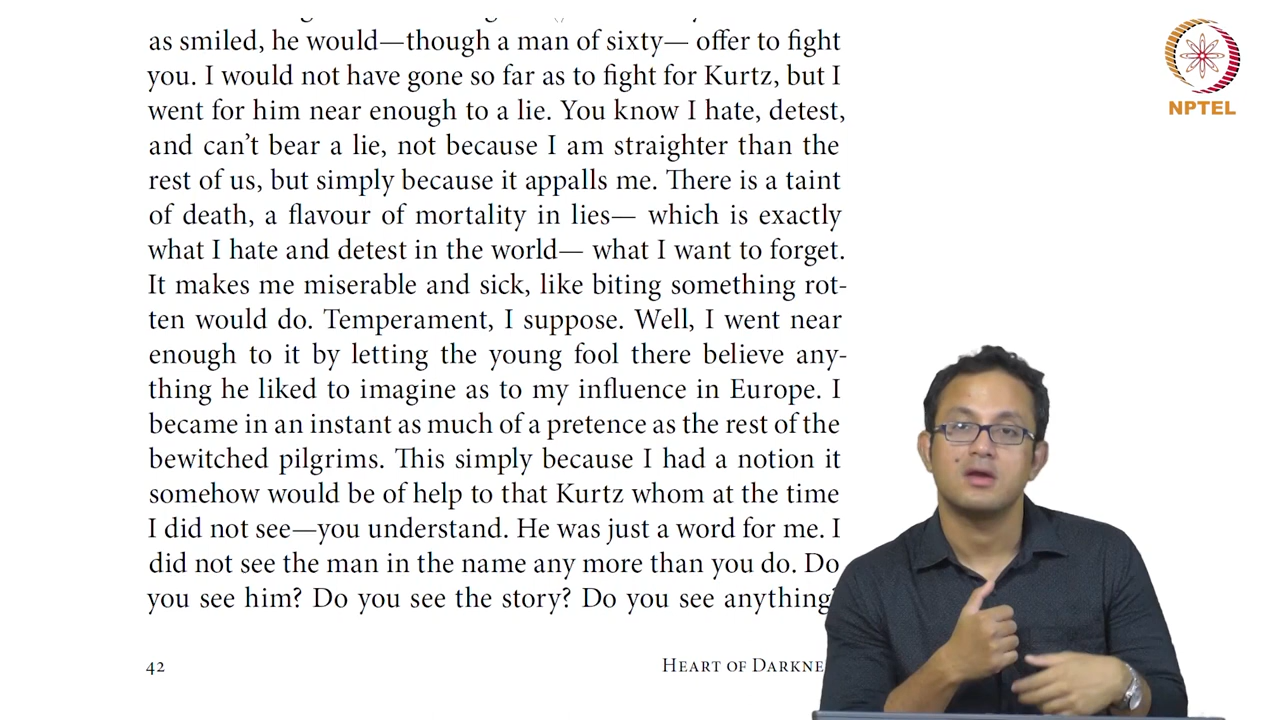 as smiled, he would—though a man of sixty— offer to fight
you. I would not have gone so far as to fight for Kurtz, but I
went for him near enough to a lie. You know I hate, detest,
and can't bear a lie, not because I am straighter than the
rest of us, but simply because it appalls me. There is a taint
of death, a flavour of mortality in lies— which is exactly
what I hate and detest in the world— what I want to forget.
It makes me miserable and sick, like biting something rot-
ten would do. Temperament, I suppose. Well, I went near
enough to it by letting the young fool there believe any-
thing he liked to imagine as to my influence in Europe. I
became in an instant as much of a pretence as the rest of the
bewitched pilgrims. This simply because I had a notion it
somehow would be of help to that Kurtz whom at the time
I did not see—you understand. He was just a word for me. I
did not see the man in the name any more than you do. Do
you see him? Do you see the story? Do you see anything?
42
HEART OF DARKNE
NPTEL